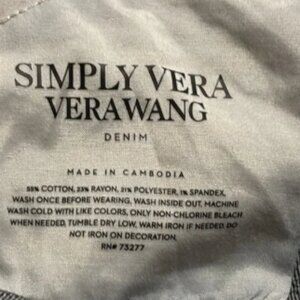 SIMPLY VERA
VERAWANG
DENIM
MADE IN CAMBODIA
55% COTTON, 23% RAYON, 21% POLYESTER, 1% SPANDEX.
WASH ONCE BEFORE WEARING, WASH INSIDE OUT. MACHINE
WASH COLD WITH LIKE COLORS, ONLY NON-CHLORINE BLEACH
WHEN NEEDED, TUMBLE DRY LOW, WARM IRON IF NEEDED. DO
NOT IRON ON DECORATION.
RN# 73277